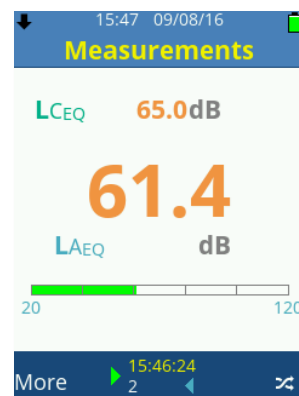 15:47 09/08/16
Measurements
LCEQ 65.0dB
61.4
LAEQ dB
20 120
15:46:24
More 2